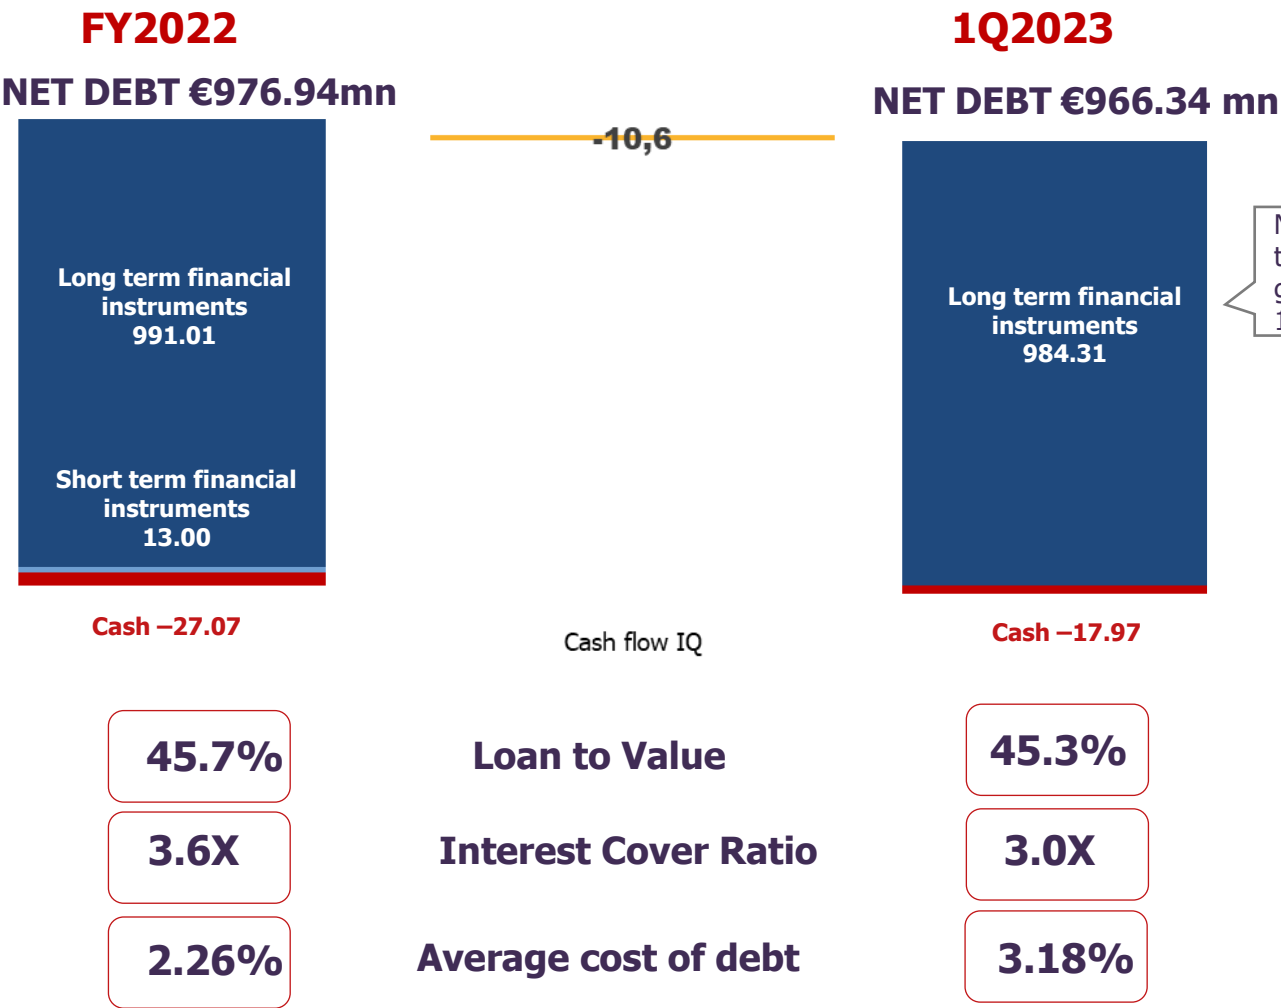 FY2022
NET DEBT €976.94mn
Long term financial
instruments
991.01
Short term financial
instruments
13.00
Cash –27.07
-10,6
Cash flow IQ
1Q2023
NET DEBT €966.34 mn
Long term financial
instruments
984.31
Cash –17.97
45.7%
Loan to Value
45.3%
3.6X
Interest Cover Ratio
3.0X
2.26%
Average cost of debt
3.18%